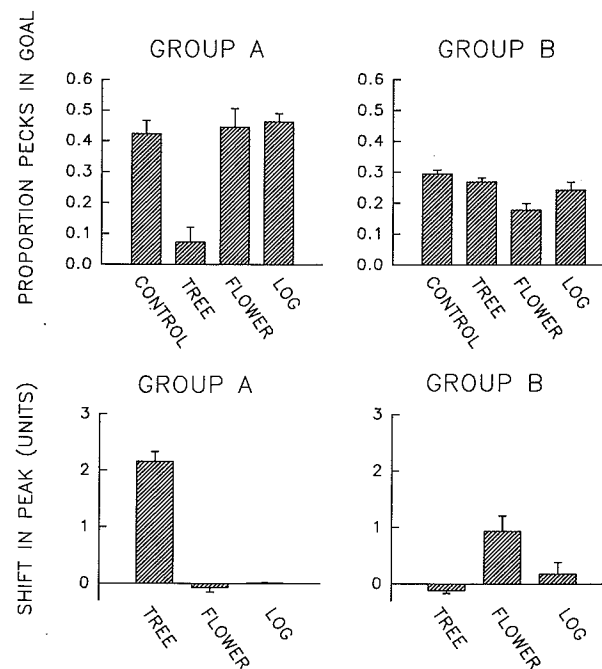 PROPORTION PECKS IN GOAL
GROUP A
0.6
0.5
0.4
0.3
0.2
0.1
0.0
CONTROL
TREE
FLOWER
LOG
GROUP B
0.6
0.5
0.4
0.3
0.2
0.1
0.0
CONTROL
TREE
FLOWER
LOG
SHIFT IN PEAK (UNITS)
GROUP A
3
2
1
0
TREE
FLOWER
LOG
GROUP B
3
2
1
0
TREE
FLOWER
LOG